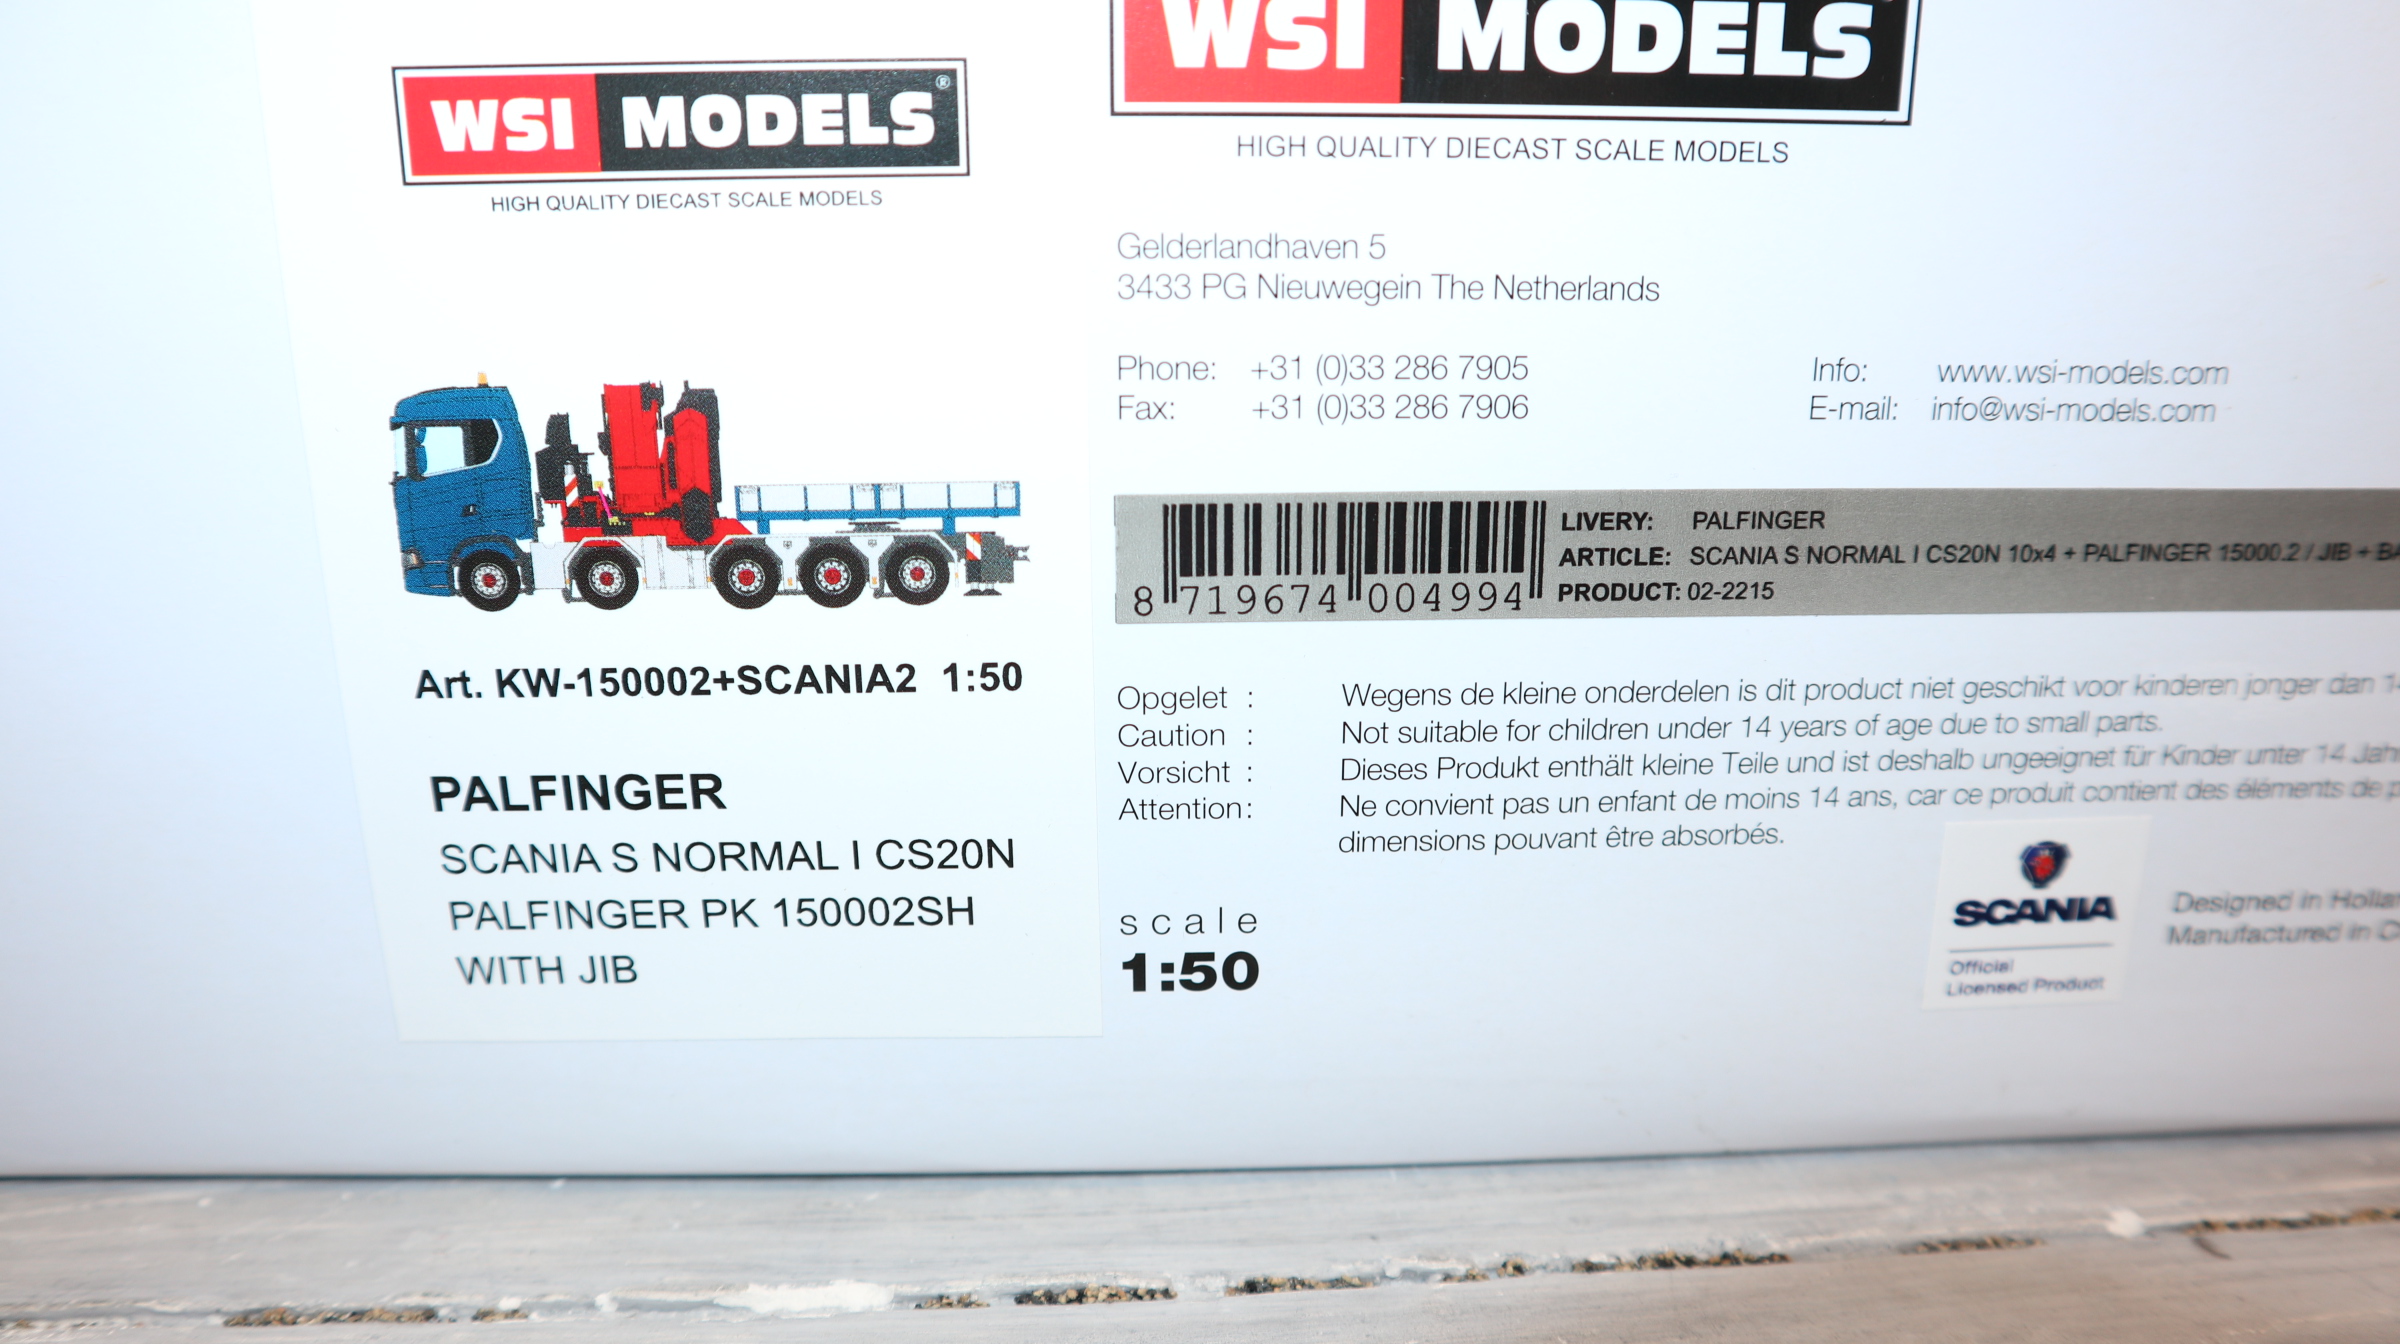 WSI MODELS®
HIGH QUALITY DIECAST SCALE MODELS
Art. KW-150002+SCANIA2 1:50
PALFINGER
SCANIA S NORMAL I CS20N
PALFINGER PK 150002SH
WITH JIB
WSI MODELS
HIGH QUALITY DIECAST SCALE MODELS
Gelderlandhaven 5
3433 PG Nieuwegein The Netherlands
Phone: +31 (0)33 286 7905
Fax: +31 (0)33 286 7906
Info: www.wsi-models.com
E-mail: info@wsi-models.com
8 719674 004994
LIVERY: PALFINGER
ARTICLE: SCANIA S NORMAL I CS20N 10x4 + PALFINGER 15000.2 / JIB +
PRODUCT: 02-2215
Opgelet : Wegens de kleine onderdelen is dit product niet geschikt voor kinderen jonger dan
Caution : Not suitable for children under 14 years of age due to small parts.
Vorsicht : Dieses Produkt enthält kleine Teile und ist deshalb ungeeignet für Kinder unter 14
Attention: Ne convient pas un enfant de moins 14 ans, car ce produit contient des éléments de
dimensions pouvant être absorbés.
scale
1:50
SCANIA
Official
Licensed Product
Designed in
Manufactured in